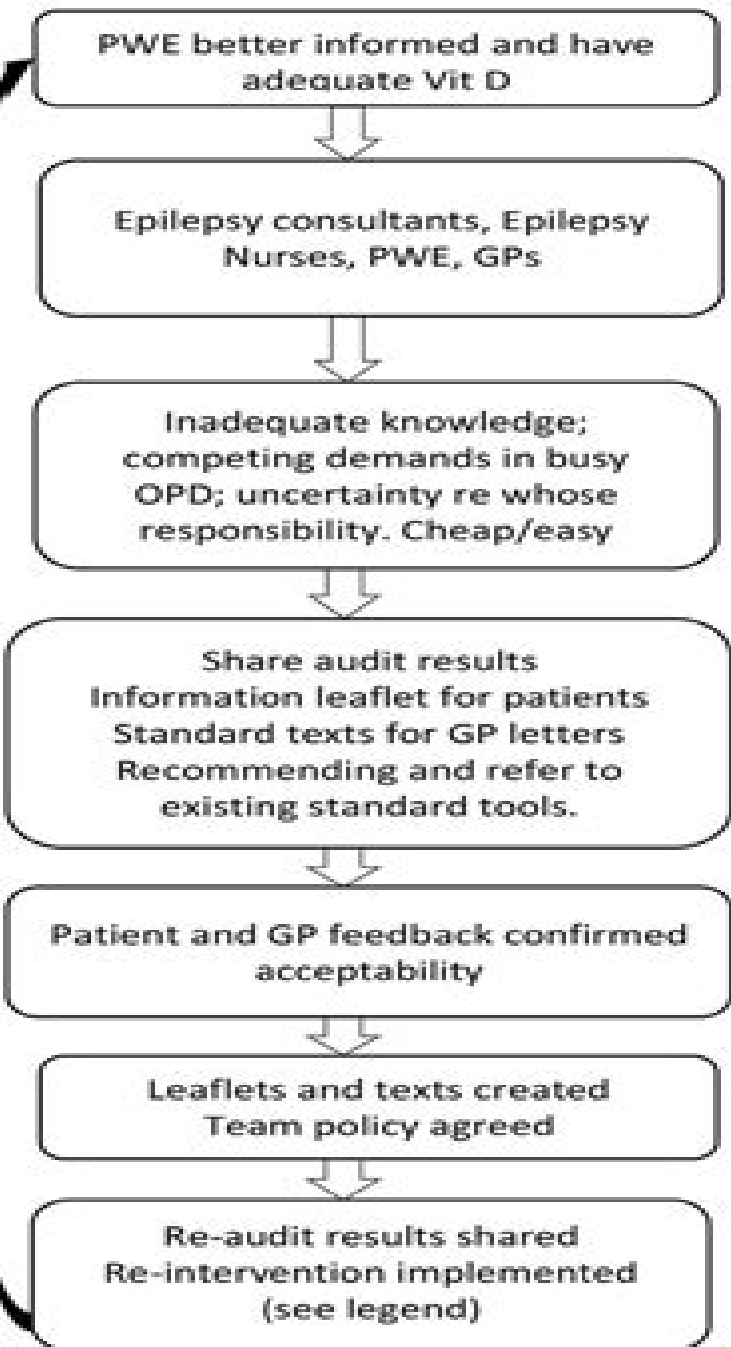 PWE better informed and have
adequate Vit D
Epilepsy consultants, Epilepsy
Nurses, PWE, GPs
Inadequate knowledge;
competing demands in busy
OPD; uncertainty re whose
responsibility. Cheap/easy
Share audit results
Information leaflet for patients
Standard texts for GP letters
Recommending and refer to
existing standard tools.
Patient and GP feedback confirmed
acceptability
Leaflets and texts created
Team policy agreed
Re-audit results shared
Re-intervention implemented
(see legend)